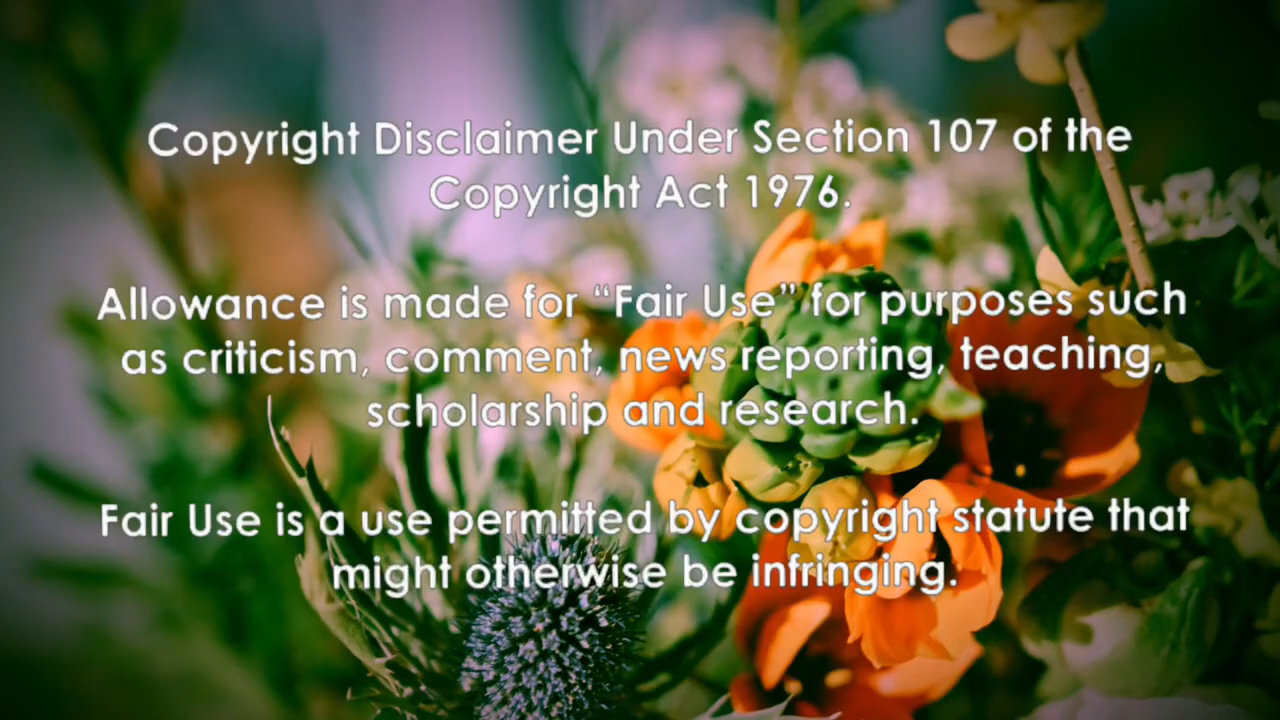 Copyright Disclaimer Under Section 107 of the
Copyright Act 1976.
Allowance is made for “Fair Use” for purposes such
as criticism, comment, news reporting, teaching,
scholarship and research.
Fair Use is a use permitted by copyright statute that
might otherwise be infringing.